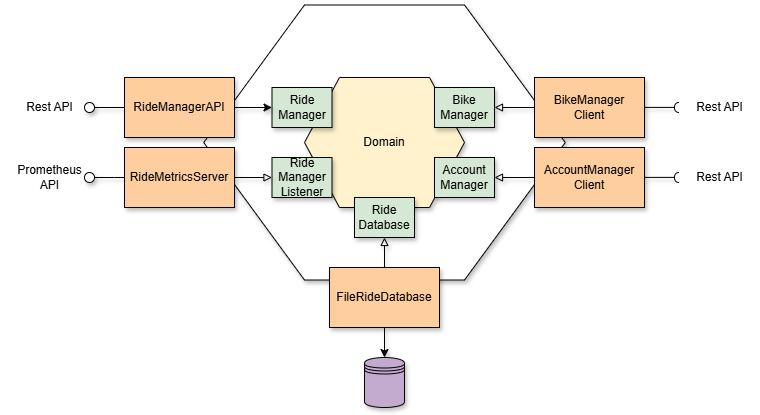 Rest API
RideManagerAPI
Ride
Manager
Domain
Bike
Manager
BikeManager
Client
Rest API
Prometheus
API
RideMetricsServer
Ride
Manager
Listener
Account
Manager
AccountManager
Client
Rest API
Ride
Database
FileRideDatabase